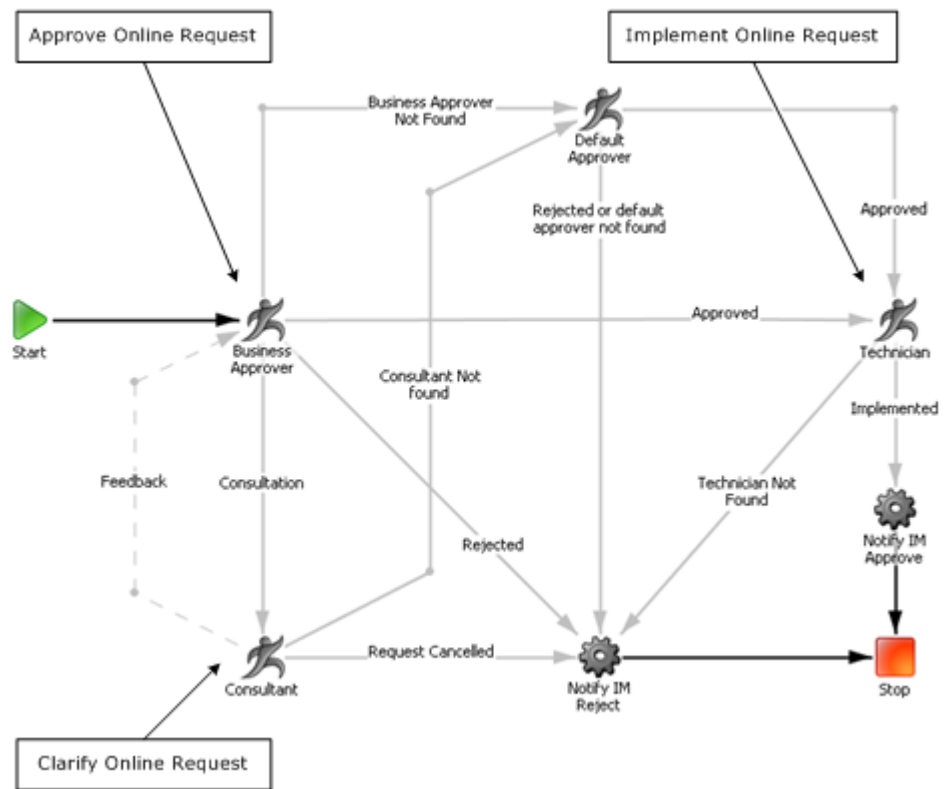 Approve Online Request
Implement Online Request
Business Approver
Not Found
Default
Approver
Rejected or default
approver not found
Approved
Start
Business
Approver
Approved
Technician
Consultant Not
found
Implemented
Feedback
Consultation
Technician Not
Found
Rejected
Notify IM
Approve
Request Cancelled
Consultant
Notify IM
Reject
Stop
Clarify Online Request